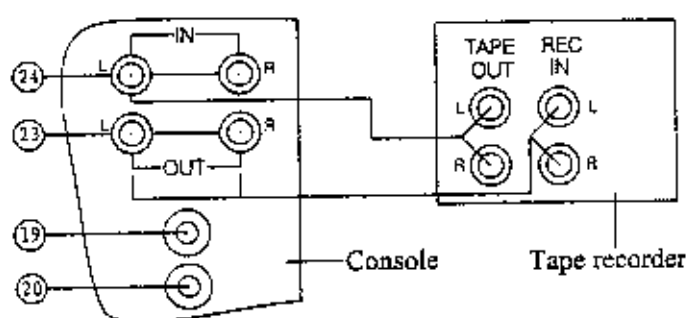 IN
L R
24
L R
23
OUT
19
20
Console
TAPE OUT
REC IN
L L
R R
Tape recorder